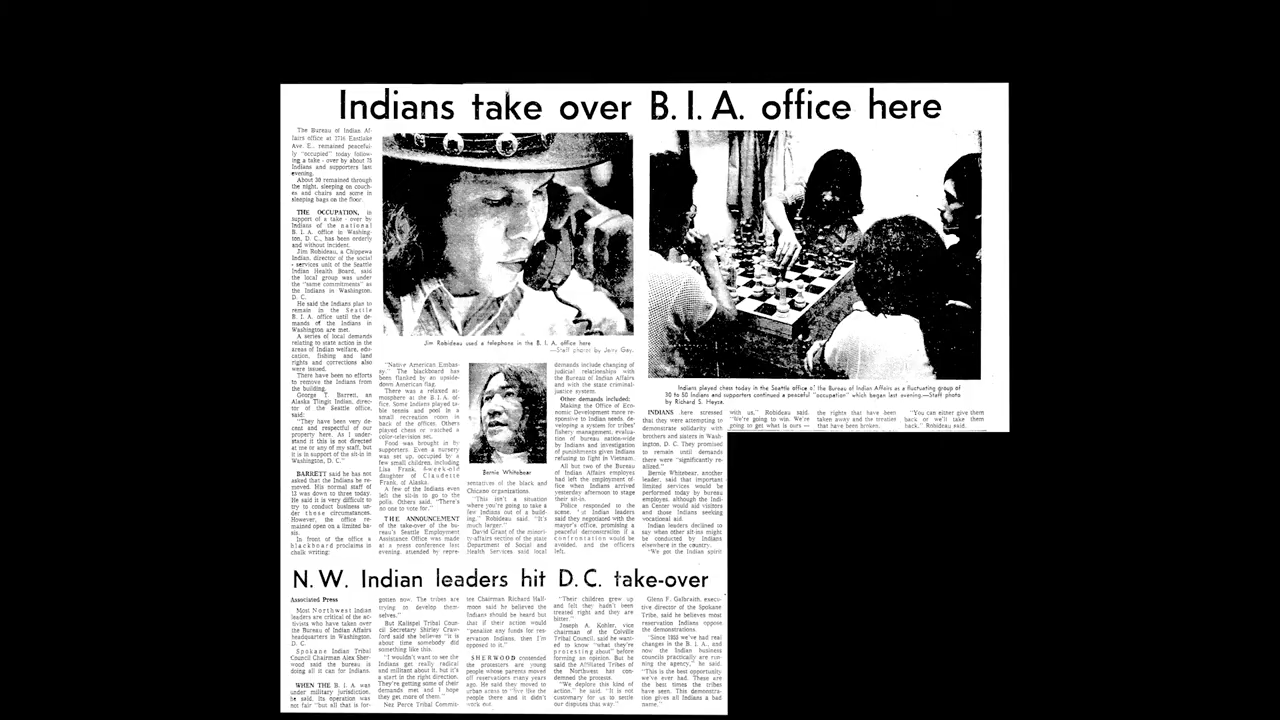 Indians take over B.I.A. office here
The Bureau of Indian Af-
fairs office at 3716 Eastlake
Ave. E., remained peaceful-
ly "occupied" today follow-
ing a take - over by about 75
Indians and supporters last
evening.
About 30 remained through
the night, sleeping on couch-
es and chairs and some in
sleeping bags on the floor.
THE OCCUPATION, in
support of a take - over by
Indians of the national
B. I. A. office in Washing-
ton, D. C., has been orderly
and without incident.
Jim Robideau, a Chippewa
Indian, director of the social
- services unit of the Seattle
Indian Health Board, said
the local group was under
the "same commitments" as
the Indians in Washington,
D. C.
He said the Indians plan to
remain in the Seattle
B. I. A. office until the de-
mands of the Indians in
Washington are met.
A series of local demands
relating to state action in the
areas of Indian welfare, edu-
cation, fishing and land
rights and corrections also
were issued.
There have been no efforts
to remove the Indians from
the building.
George T. Barrett, an
Alaska Tlingit Indian, direc-
tor of the Seattle office,
said:
"They have been very de-
cent and respectful of our
property here. As I under-
stand it this is not directed
at me or any of my staff, but
it is in support of the sit-in in
Washington, D. C."
BARRETT said he has not
asked that the Indians be re-
moved. His normal staff of
13 was down to three today.
He said it is very difficult to
try to conduct business un-
der these circumstances.
However, the office re-
mained open on a limited ba-
sis.
In front of the office a
blackboard proclaims in
chalk writing:
Jim Robideau used a telephone in the B. I. A. office here
—Staff photos by Jerry Gay.
"Native American Embas-
sy." The blackboard has
been flanked by an upside-
down American flag.
There was a relaxed at-
mosphere at the B. I. A. of-
fice. Some Indians played ta-
ble tennis and pool in a
small recreation room in
back of the offices. Others
played chess or watched a
color-television set.
Food was brought in by
supporters. Even a nursery
was set up, occupied by a
few small children, including
Lisa Frank, 5-week-old
daughter of Claudette
Frank, of Alaska.
A few of the Indians even
left the sit-in to go to the
polls. Others said, "There's
no one to vote for."
THE ANNOUNCEMENT
of the take-over of the bu-
reau's Seattle Employment
Assistance Office was made
at a press conference last
evening, attended by repre-
Bernie Whitebear
sentatives of the black and
Chicano organizations.
"This isn't a situation
where you're going to take a
few Indians out of a build-
ing," Robideau said. "It's
much larger."
David Grant of the minori-
ty-affairs section of the state
Department of Social and
Health Services said local
demands include changing of
judicial relationships with
the Bureau of Indian Affairs
and with the state criminal-
justice system.
Other demands included:
Making the Office of Eco-
nomic Development more re-
sponsive to Indian needs, de-
veloping a system for tribes'
fishery management, evalua-
tion of bureau nation-wide
by Indians and investigation
of punishments given Indians
refusing to fight in Vietnam.
All but two of the Bureau
of Indian Affairs employes
had left the employment of-
fice when Indians arrived
yesterday afternoon to stage
their sit-in.
Police responded to the
scene, but Indian leaders
said they negotiated with the
mayor's office, promising a
peaceful demonstration if a
confrontation would be
avoided, and the officers
left.
Indians played chess today in the Seattle office of the Bureau of Indian Affairs as a fluctuating group of
30 to 50 Indians and supporters continued a peaceful "occupation" which began last evening.—Staff photo
by Richard S. Heyza.
INDIANS here stressed
that they were attempting to
demonstrate solidarity with
brothers and sisters in Wash-
ington, D. C. They promised
to remain until demands
there were "significantly re-
alized."
Bernie Whitebear, another
leader, said that important
limited services would be
performed today by bureau
employes, although the Indi-
an Center would aid visitors
and those Indians seeking
vocational aid.
Indian leaders declined to
say when other sit-ins might
be conducted by Indians
elsewhere in the country.
"We got the Indian spirit
with us," Robideau said.
"We're going to win. We're
going to get what is ours —
the rights that have been
taken away and the treaties
that have been broken.
"You can either give them
back or we'll take them
back," Robideau said.
N.W. Indian leaders hit D.C. take-over
Associated Press
Most Northwest Indian
leaders are critical of the ac-
tivists who have taken over
the Bureau of Indian Affairs
headquarters in Washington,
D. C.
Spokane Indian Tribal
Council Chairman Alex Sher-
wood said the bureau is
doing all it can for Indians.
WHEN THE B. I. A. was
under military jurisdiction,
he said, its operation was
not fair "but all that is for-
gotten now. The tribes are
trying to develop them-
selves."
But Kalispel Tribal Coun-
cil Secretary Shirley Craw-
ford said she believes "it is
about time somebody did
something like this.
"I wouldn't want to see the
Indians get really radical
and militant about it, but it's
a start in the right direction.
They're getting some of their
demands met and I hope
they get more of them."
Nez Perce Tribal Commit-
tee Chairman Richard Half-
moon said he believed the
Indians should be heard but
that if their action would
"penalize any funds for res-
ervation Indians, then I'm
opposed to it."
SHERWOOD contended
the protesters are young
people whose parents moved
off reservations many years
ago. He said they moved to
urban areas to "live like the
people there and it didn't
work out.
"Their children grew up
and felt they hadn't been
treated right and they are
bitter."
Joseph A. Kohler, vice
chairman of the Colville
Tribal Council, said he want-
ed to know "what they're
protesting about" before
forming an opinion. But he
said the Affiliated Tribes of
the Northwest has con-
demned the protests.
"We deplore this kind of
action," he said. "It is not
customary for us to settle
our disputes that way."
Glenn F. Galbraith, execu-
tive director of the Spokane
Tribe, said he believes most
reservation Indians oppose
the demonstrations.
"Since 1955 we've had real
changes in the B. I. A., and
now the Indian business
councils practically are run-
ning the agency," he said.
"This is the best opportunity
we've ever had. These are
the best times the tribes
have seen. This demonstra-
tion gives all Indians a bad
name."